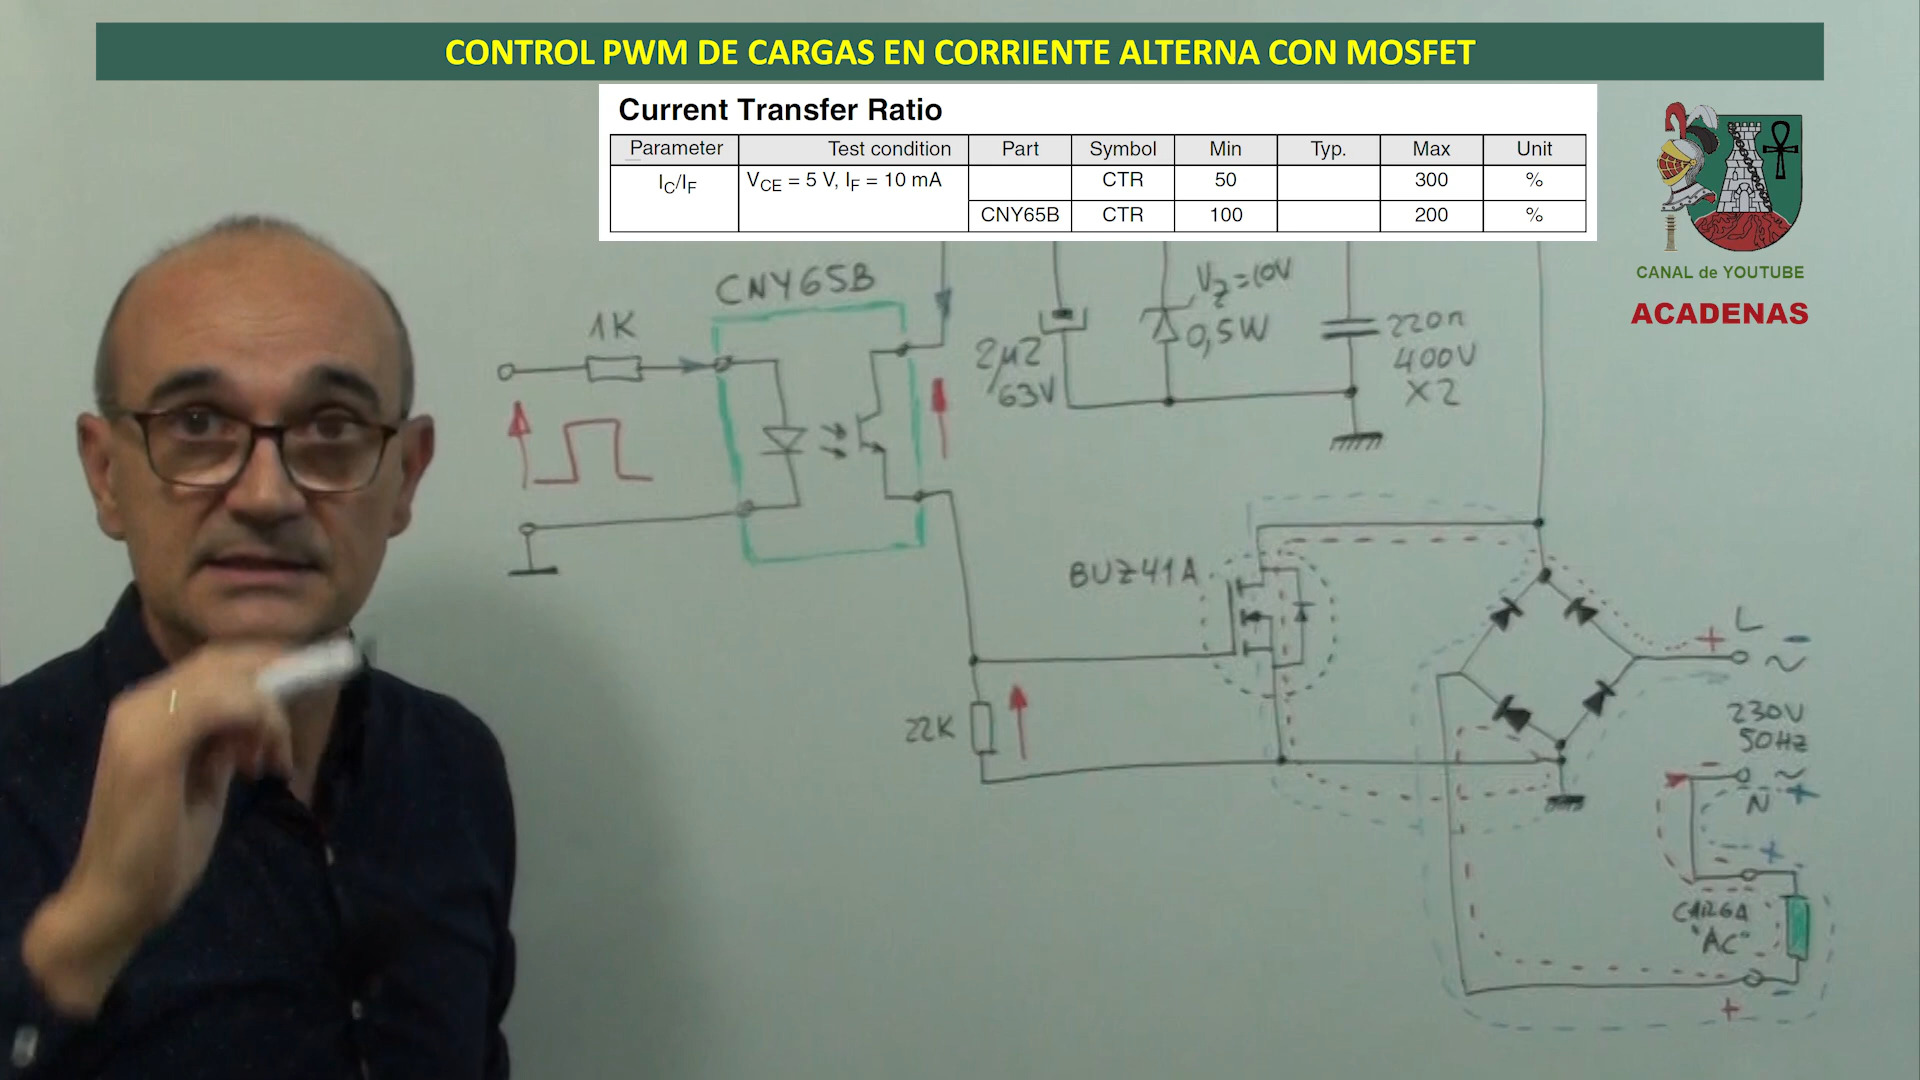 CONTROL PWM DE CARGAS EN CORRIENTE ALTERNA CON MOSFET
Current Transfer Ratio
Parameter Test condition Part Symbol Min Typ. Max Unit
IC/IF VCE = 5 V, IF = 10 mA CTR 50 300 %
CNY65B CTR 100 200 %
CANAL de YOUTUBE
ACADENAS
CNY65B
1K
2µ2
63V
VZ=10V
0,5W
220n
400V
X2
BUZ41A
22K
+ L -
~
230V
50HZ
- ~
N +
- +
CARGA
"AC"
+ -